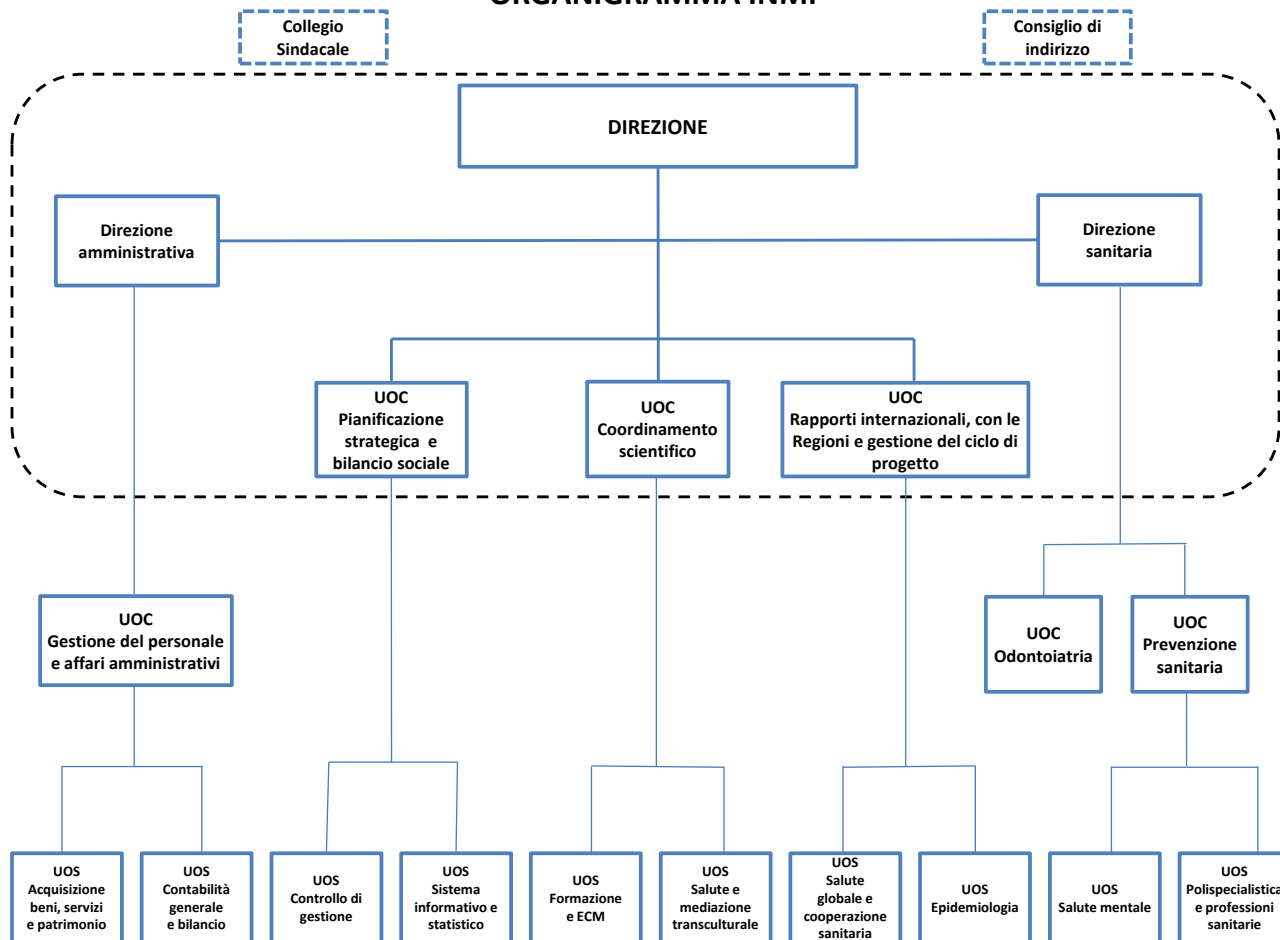 ORGANIGRAMMA INMP
Collegio
Sindacale
Consiglio di
indirizzo
DIREZIONE
Direzione
amministrativa
Direzione
sanitaria
UOC
Pianificazione
strategica e
bilancio sociale
UOC
Coordinamento
scientifico
UOC
Rapporti internazionali, con le
Regioni e gestione del ciclo di
progetto
UOC
Gestione del personale
e affari amministrativi
UOC
Odontoiatria
UOC
Prevenzione
sanitaria
UOS
Acquisizione
beni, servizi
e patrimonio
UOS
Contabilità
generale
e bilancio
UOS
Controllo di
gestione
UOS
Sistema
informativo e
statistico
UOS
Formazione
e ECM
UOS
Salute e
mediazione
transculturale
UOS
Salute
globale e
cooperazione
sanitaria
UOS
Epidemiologia
UOS
Salute mentale
UOS
Polispecialistica
e professioni
sanitarie